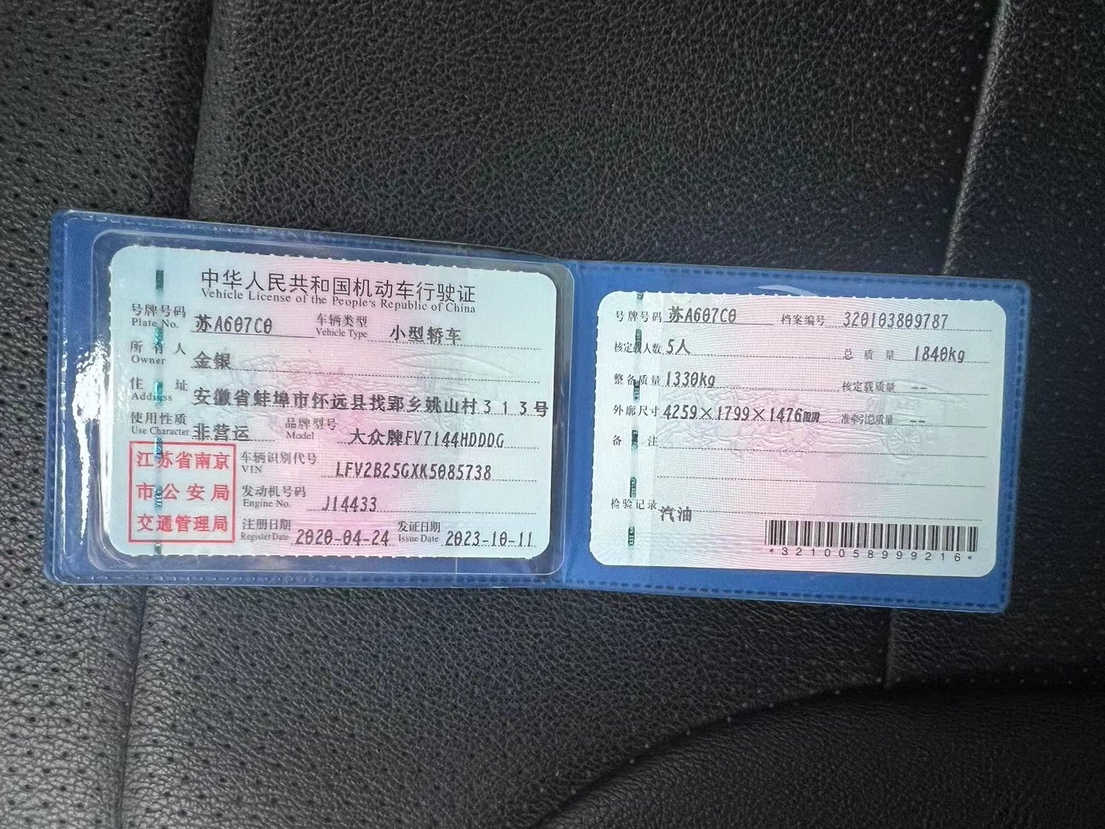 中华人民共和国机动车行驶证
Vehicle License of the People's Republic of China
号牌号码 苏A607C0 车辆类型 小型轿车
Plate No. Vehicle Type
所有人 金银
Owner
住址 安徽省蚌埠市怀远县找郢乡姚山村313号
Address
使用性质 非营运 品牌型号 大众牌FV7144HDDDG
Use Character Model
江苏省南京
市公安局
交通管理局
车辆识别代号 LFV2B25GXK5085738
VIN
发动机号码 J14433
Engine No.
注册日期 2020-04-24 发证日期 2023-10-11
Register Date Issue Date
号牌号码 苏A607C0 档案编号 320103809787
核定载人数 5人 总质量 1840kg
整备质量 1330kg 核定载质量 --
外廓尺寸 4259×1799×1476mm 准牵引总质量 --
备注
检验记录 汽油
*3210058999216*